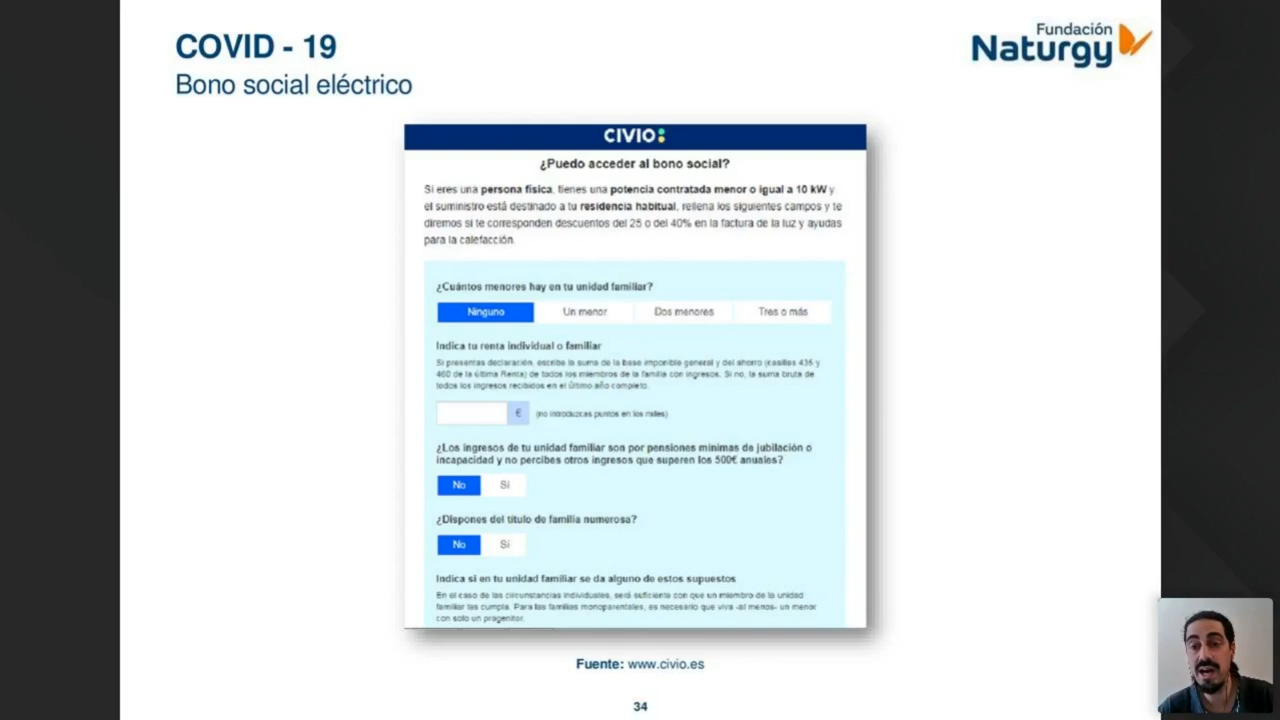 COVID - 19
Bono social eléctrico
Fundación
Naturgy
CIVIO:
¿Puedo acceder al bono social?
Si eres una persona física, tienes una potencia contratada menor o igual a 10 kW y
el suministro está destinado a tu residencia habitual, rellena los siguientes campos y te
diremos si te corresponden descuentos del 25 o del 40% en la factura de la luz y ayudas
para la calefacción.
¿Cuántos menores hay en tu unidad familiar?
Ninguno Un menor Dos menores Tres o más
Indica tu renta individual o familiar
Si presentas declaración, escribe la suma de la base imponible general y del ahorro (casillas 435 y
460 de la última Renta) de todos los miembros de la familia con ingresos. Si no, la suma bruta de
todos los ingresos recibidos en el último año completo.
€ (no introduzcas puntos en los miles)
¿Los ingresos de tu unidad familiar son por pensiones mínimas de jubilación o
incapacidad y no percibes otros ingresos que superen los 500€ anuales?
No Sí
¿Dispones del título de familia numerosa?
No Sí
Indica si en tu unidad familiar se da alguno de estos supuestos
En el caso de las circunstancias individuales, será suficiente con que un miembro de la unidad
familiar las cumpla. Para las familias monoparentales, es necesario que viva -al menos- un menor
con solo un progenitor.
Fuente: www.civio.es
34